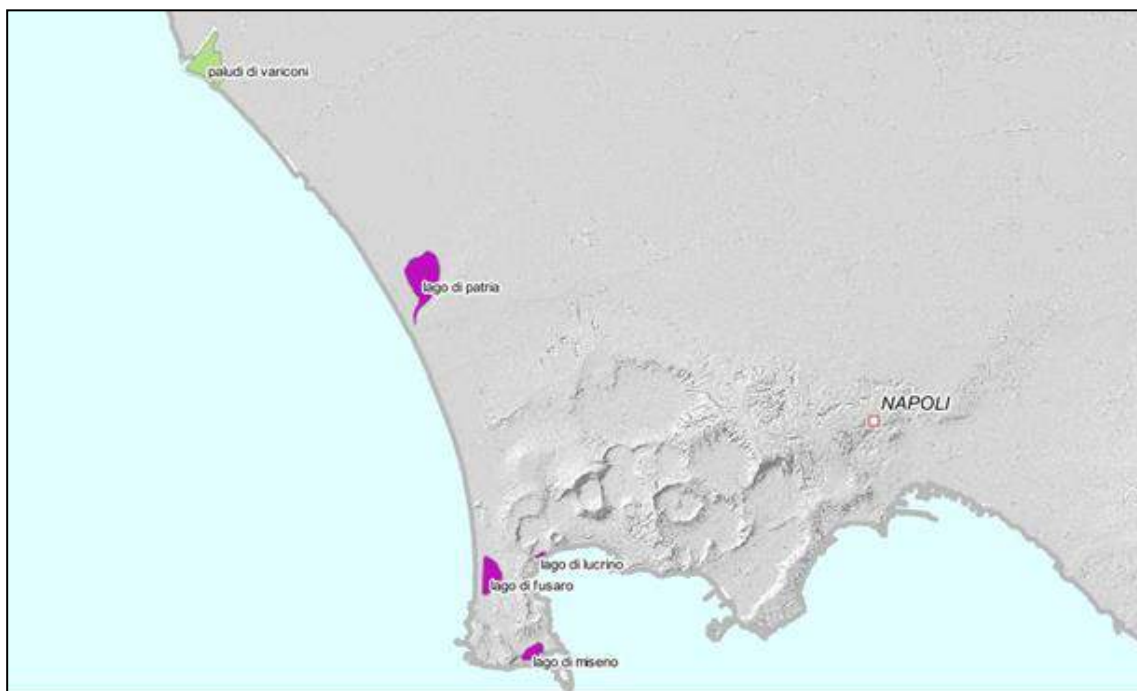 paludi di variconi
lago di patria
NAPOLI
lago di lucrino
lago di fusaro
lago di miseno